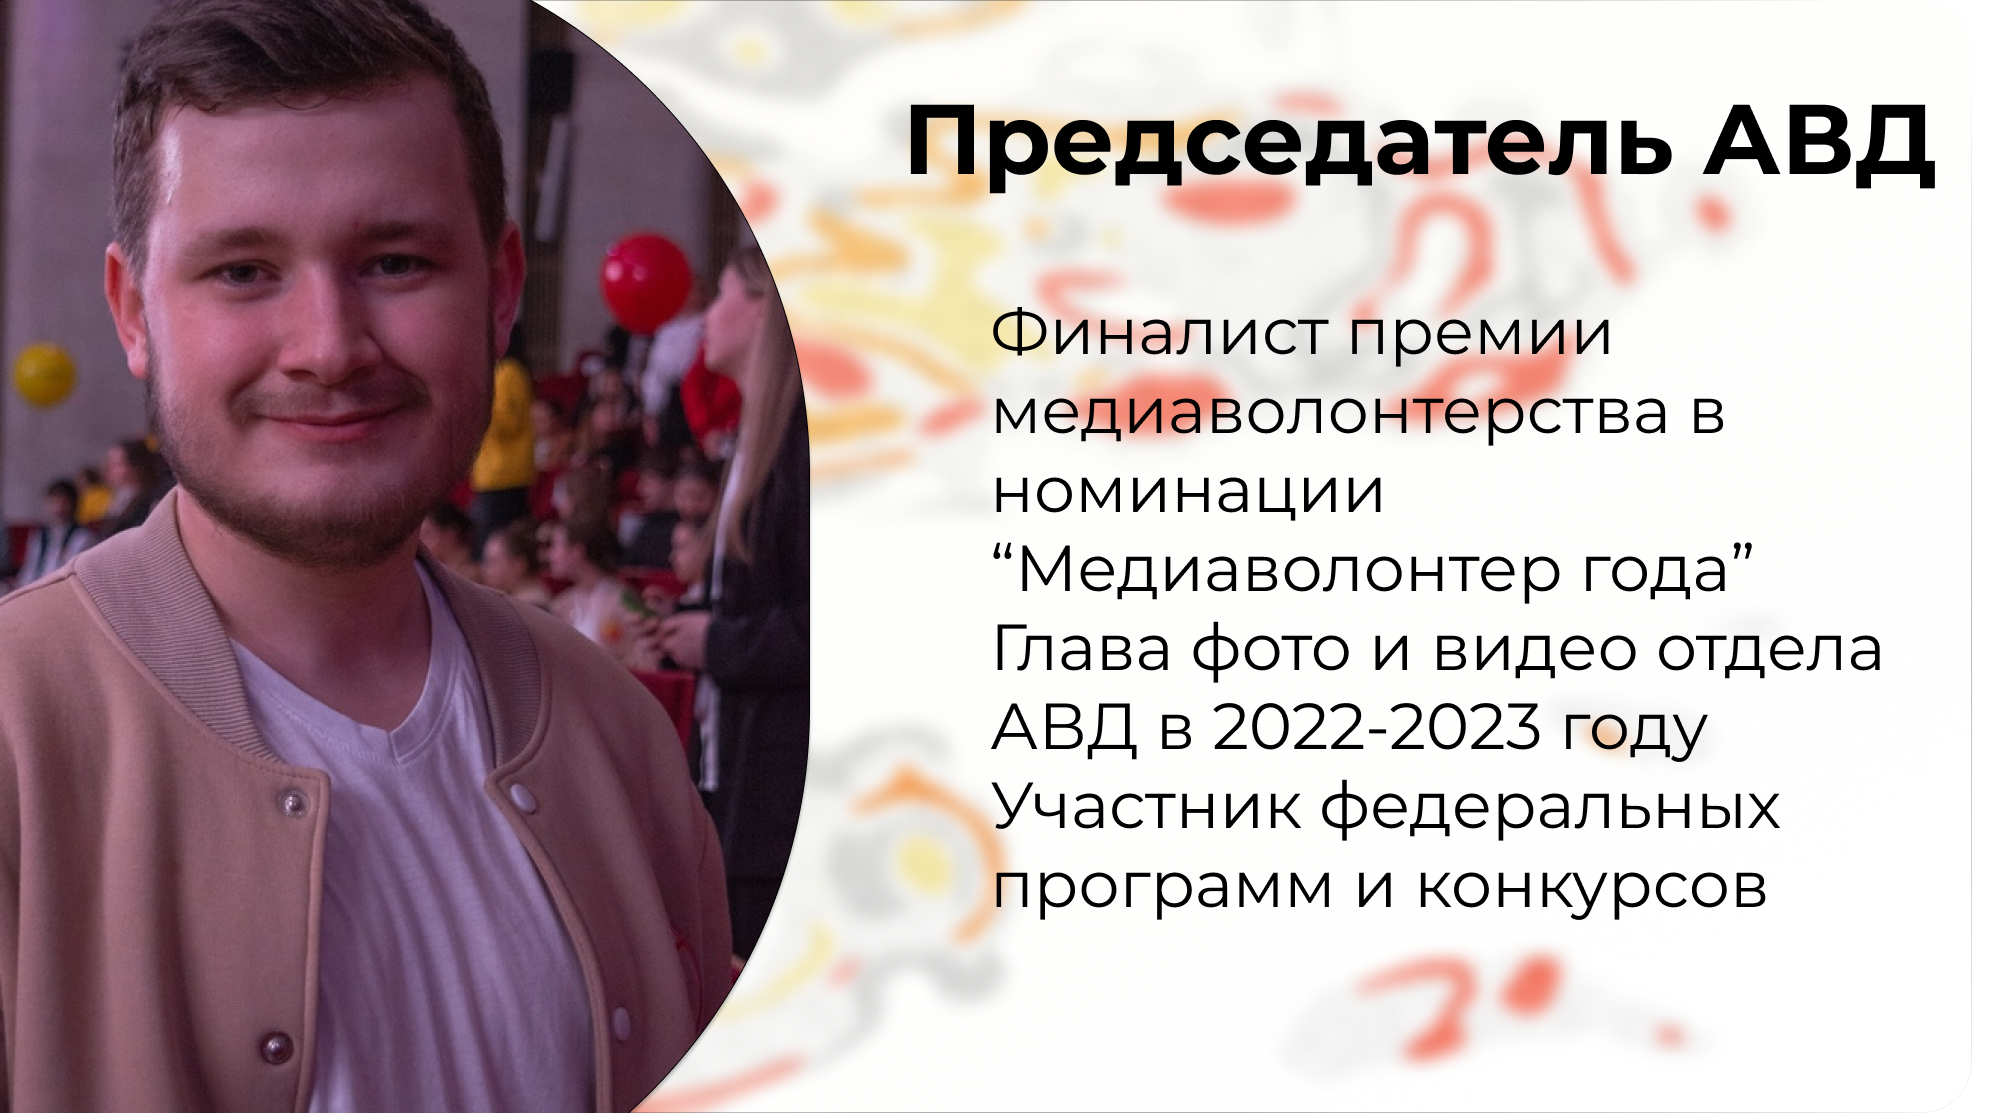 Председатель АВД
Финалист премии
медиаволонтерства в
номинации
“Медиаволонтер года”
Глава фото и видео отдела
АВД в 2022-2023 году
Участник федеральных
программ и конкурсов